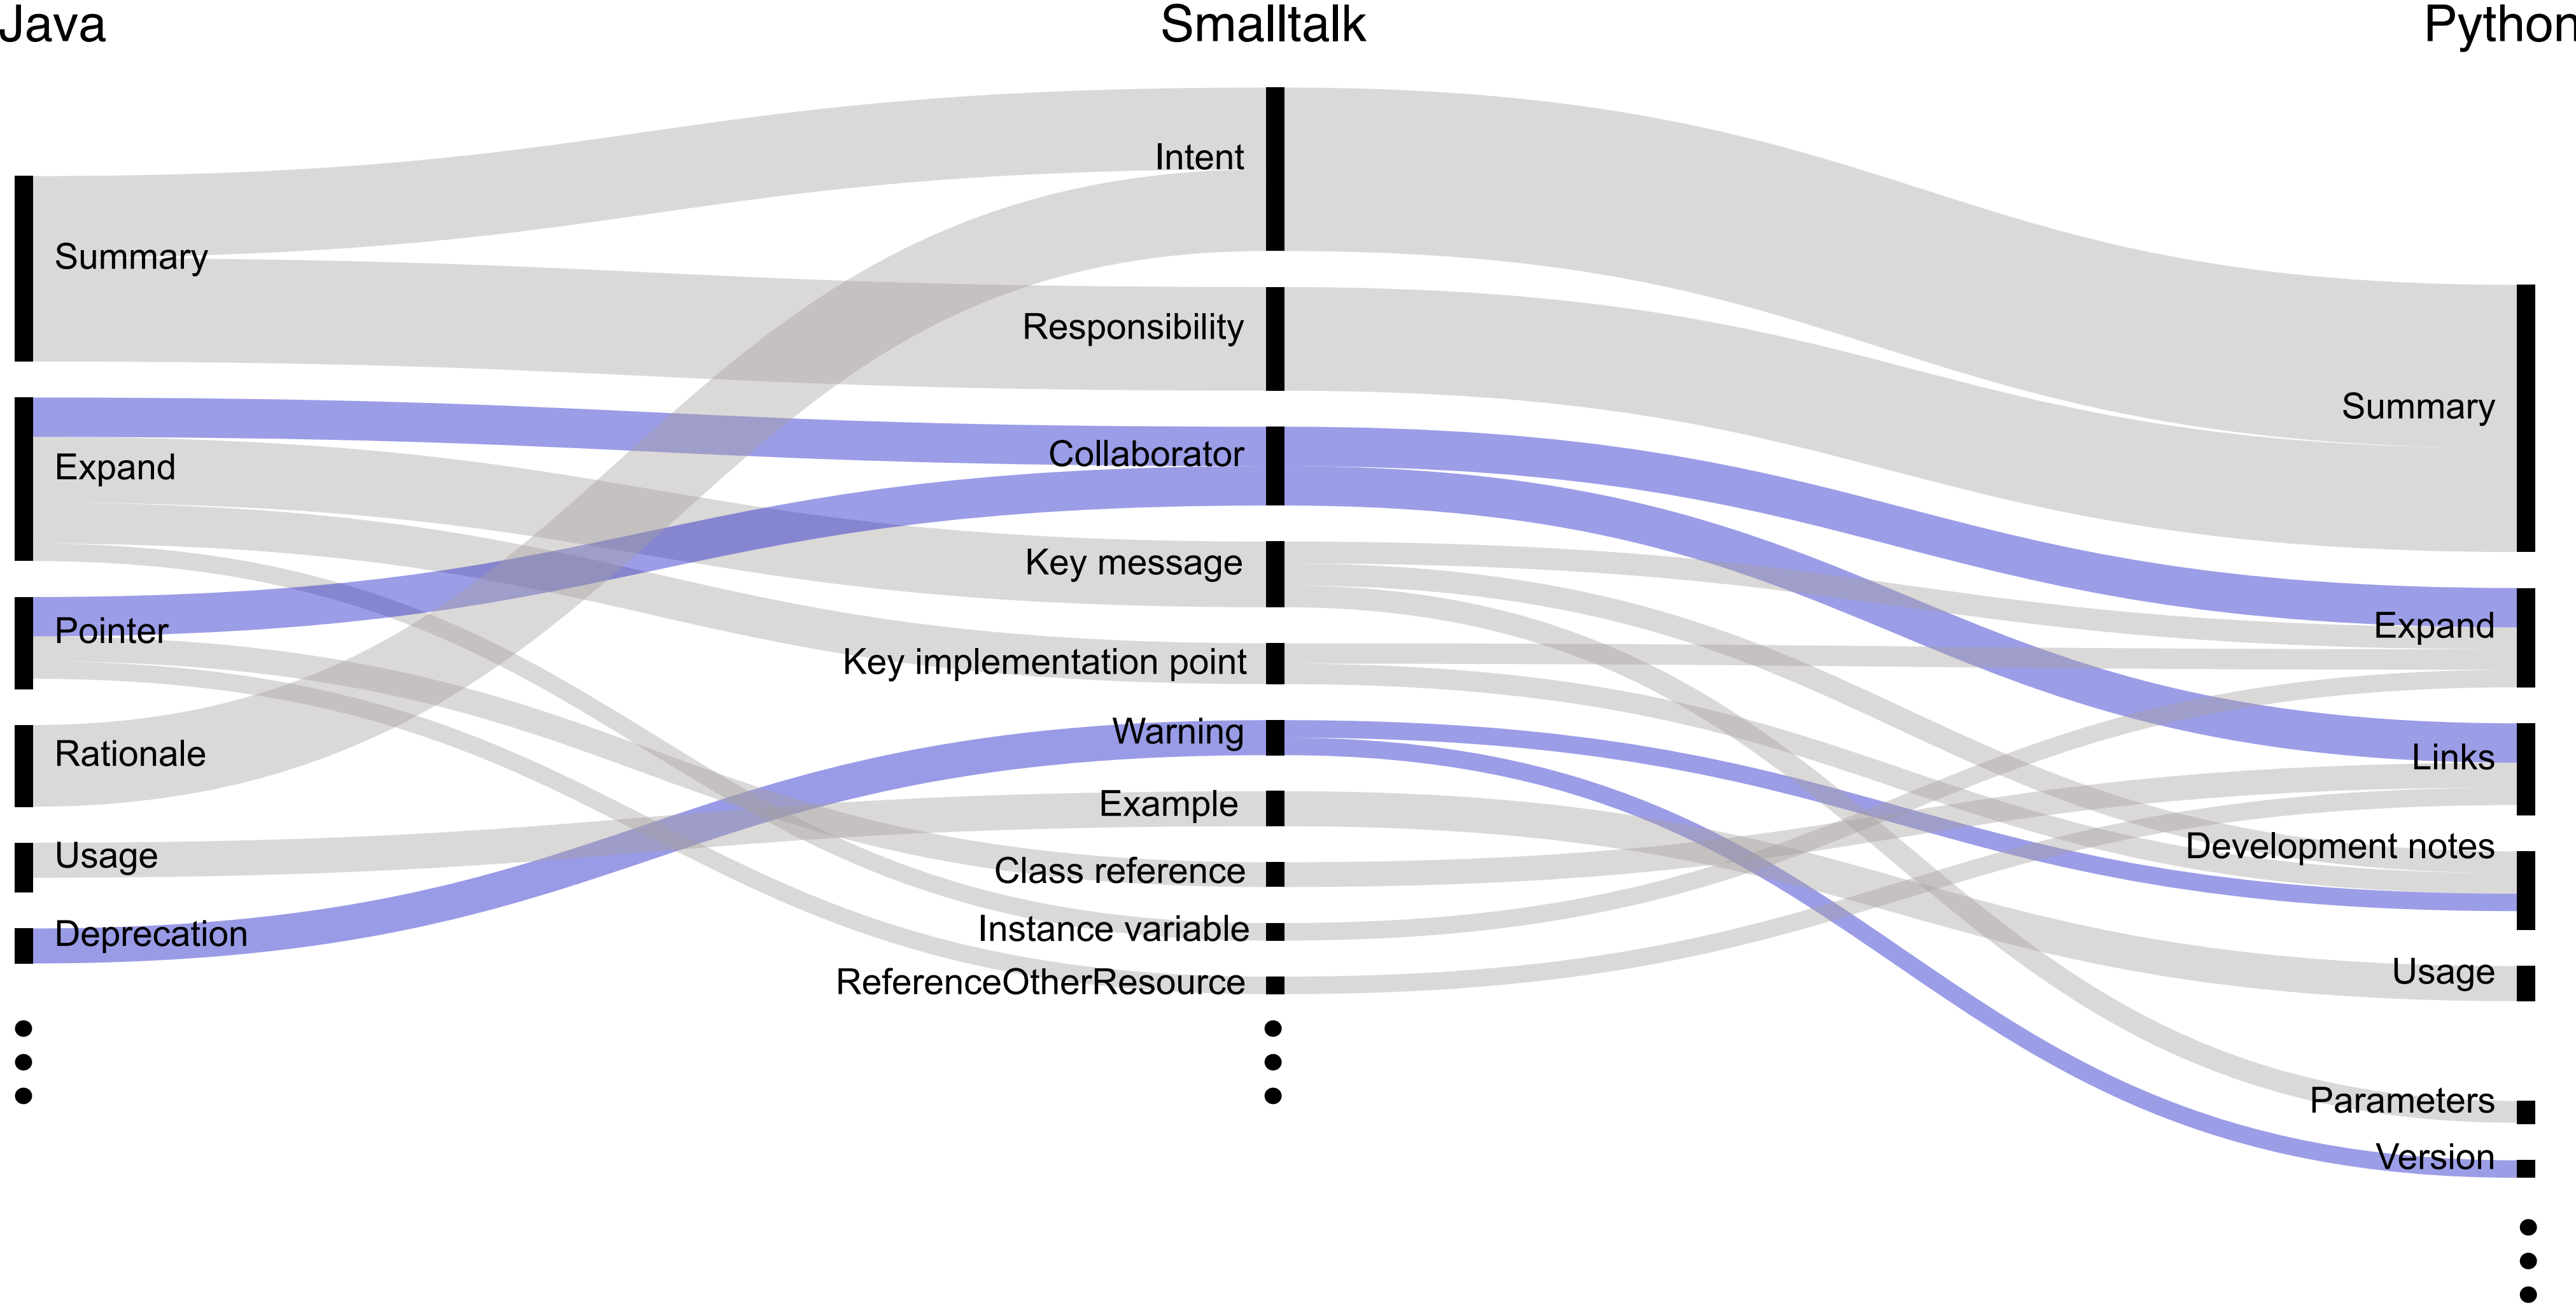 Java
Smalltalk
Python
Summary
Expand
Pointer
Rationale
Usage
Deprecation
Intent
Responsibility
Collaborator
Key message
Key implementation point
Warning
Example
Class reference
Instance variable
ReferenceOtherResource
Summary
Expand
Links
Development notes
Usage
Parameters
Version